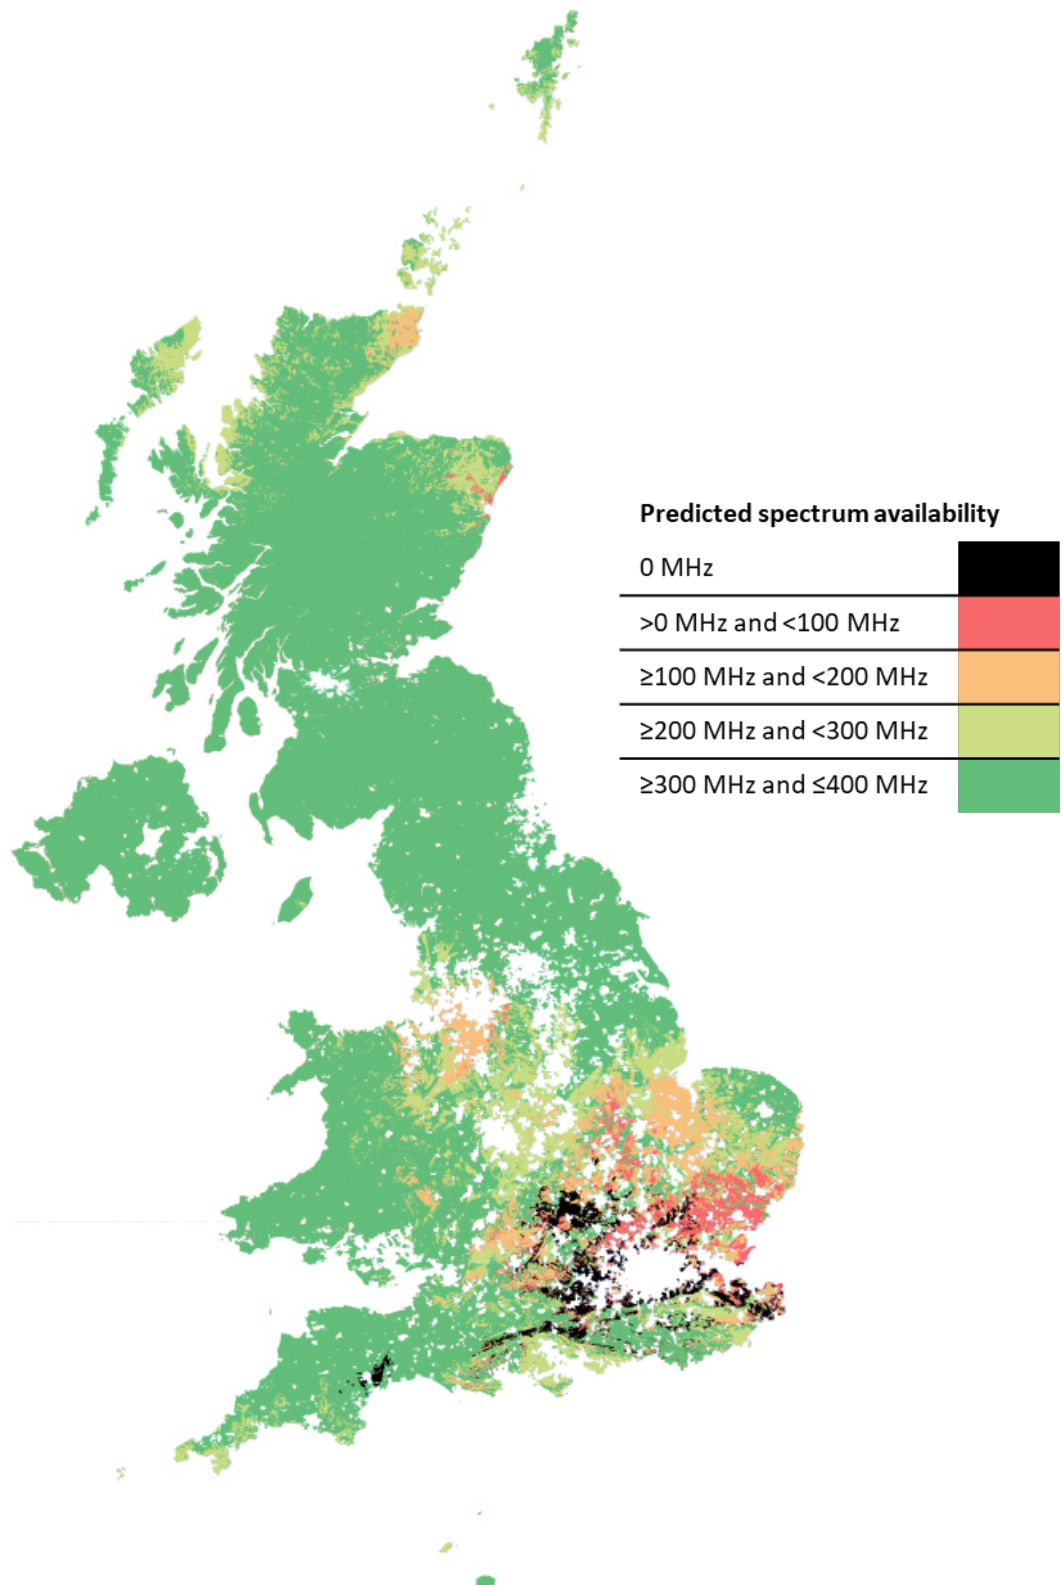 Predicted spectrum availability
0 MHz
>0 MHz and <100 MHz
≥100 MHz and <200 MHz
≥200 MHz and <300 MHz
≥300 MHz and ≤400 MHz